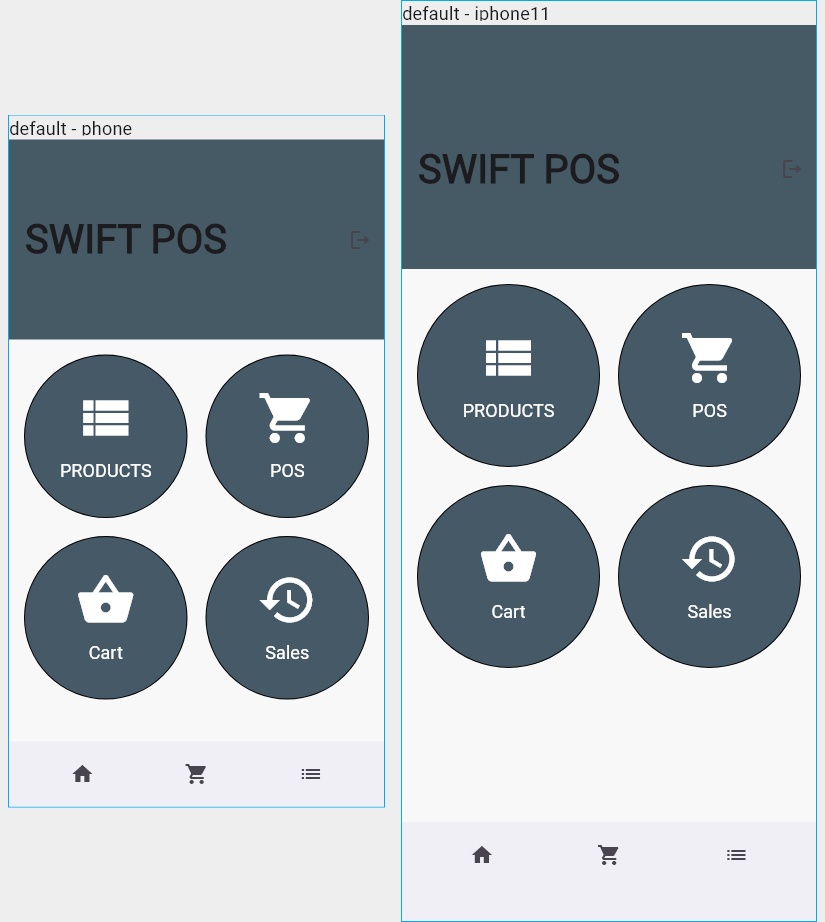 default - phone
SWIFT POS
PRODUCTS
POS
Cart
Sales
default - iphone11
SWIFT POS
PRODUCTS
POS
Cart
Sales